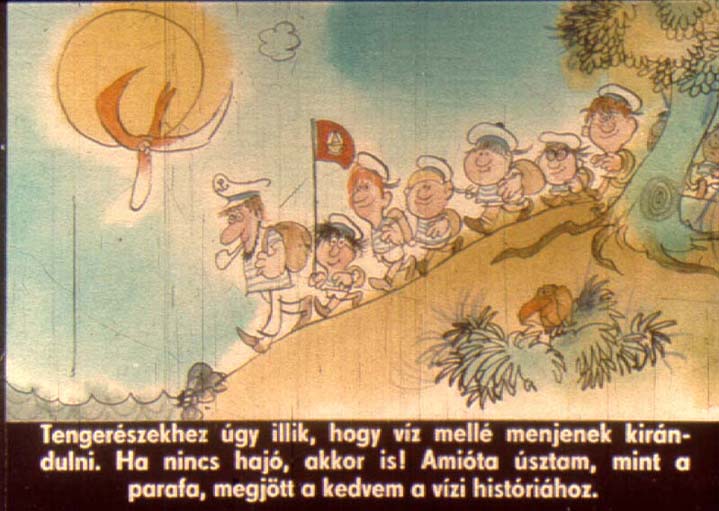 Tengerészekhez úgy illik, hogy víz mellé menjenek kirán-
dulni. Ha nincs hajó, akkor is! Amióta úsztam, mint a
parafa, megjött a kedvem a vízi históriához.